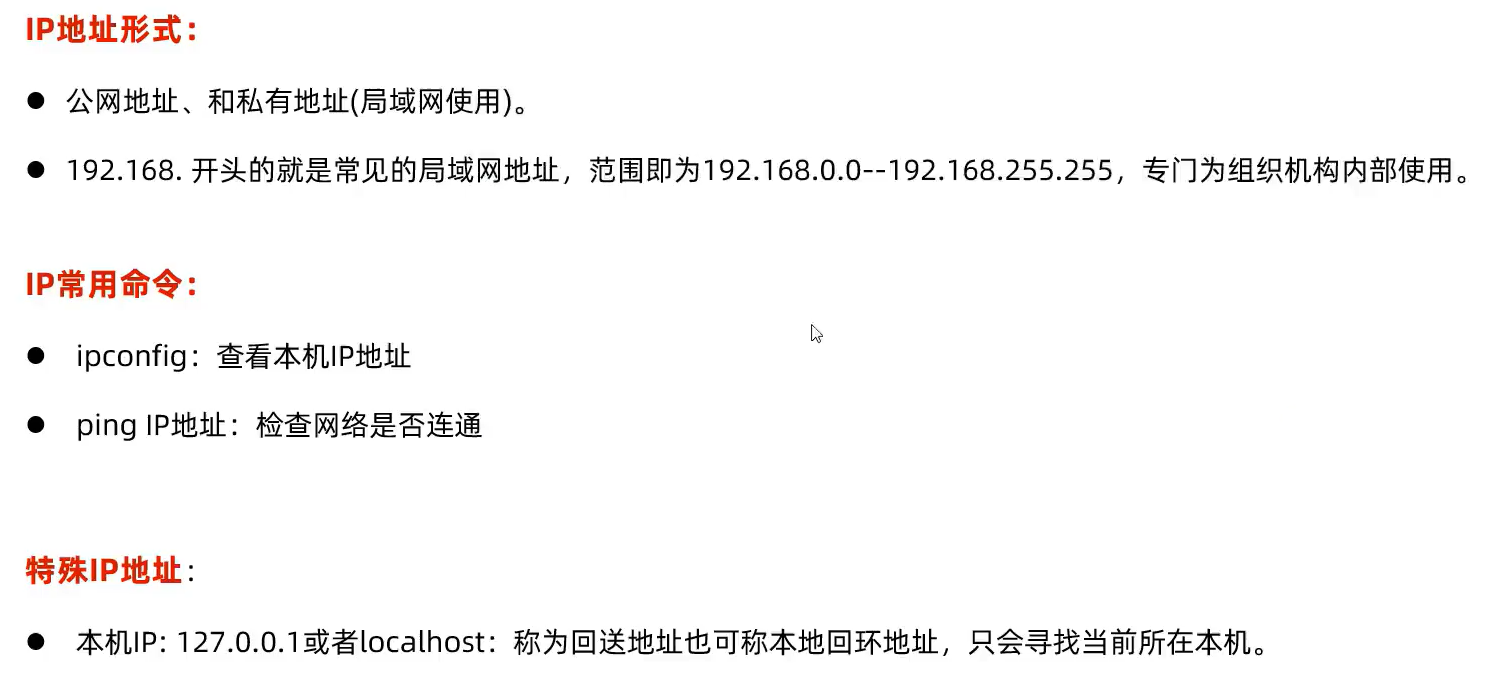 IP地址形式：
● 公网地址、和私有地址(局域网使用)。
● 192.168. 开头的就是常见的局域网地址，范围即为192.168.0.0--192.168.255.255，专门为组织机构内部使用。
IP常用命令：
● ipconfig：查看本机IP地址
● ping IP地址：检查网络是否连通
特殊IP地址：
● 本机IP: 127.0.0.1或者localhost：称为回送地址也可称本地回环地址，只会寻找当前所在本机。